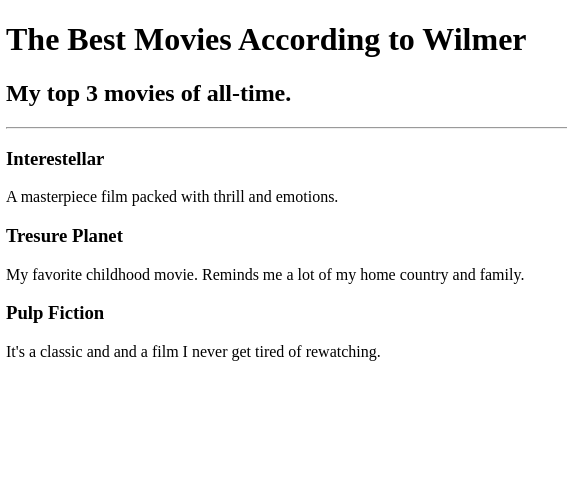 The Best Movies According to Wilmer
My top 3 movies of all-time.
Interestellar
A masterpiece film packed with thrill and emotions.
Tresure Planet
My favorite childhood movie. Reminds me a lot of my home country and family.
Pulp Fiction
It's a classic and and a film I never get tired of rewatching.